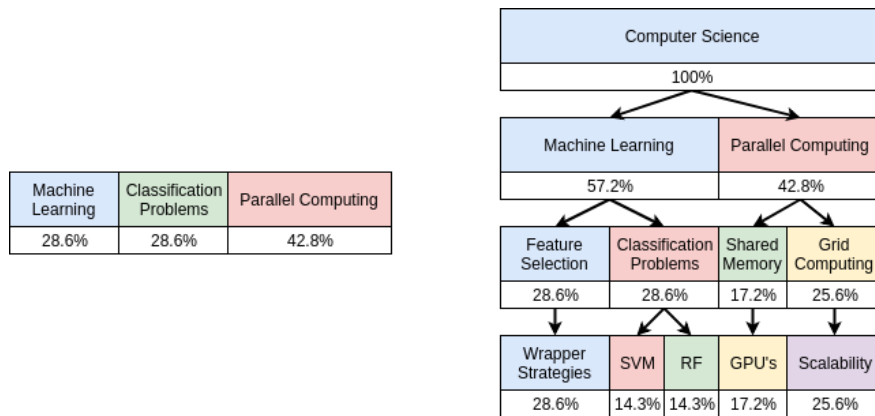 Machine
Learning
Classification
Problems
Parallel Computing
28.6%
28.6%
42.8%
Computer Science
100%
Machine Learning
Parallel Computing
57.2%
42.8%
Feature
Selection
Classification
Problems
Shared
Memory
Grid
Computing
28.6%
28.6%
17.2%
25.6%
Wrapper
Strategies
SVM
RF
GPU's
Scalability
28.6%
14.3%
14.3%
17.2%
25.6%